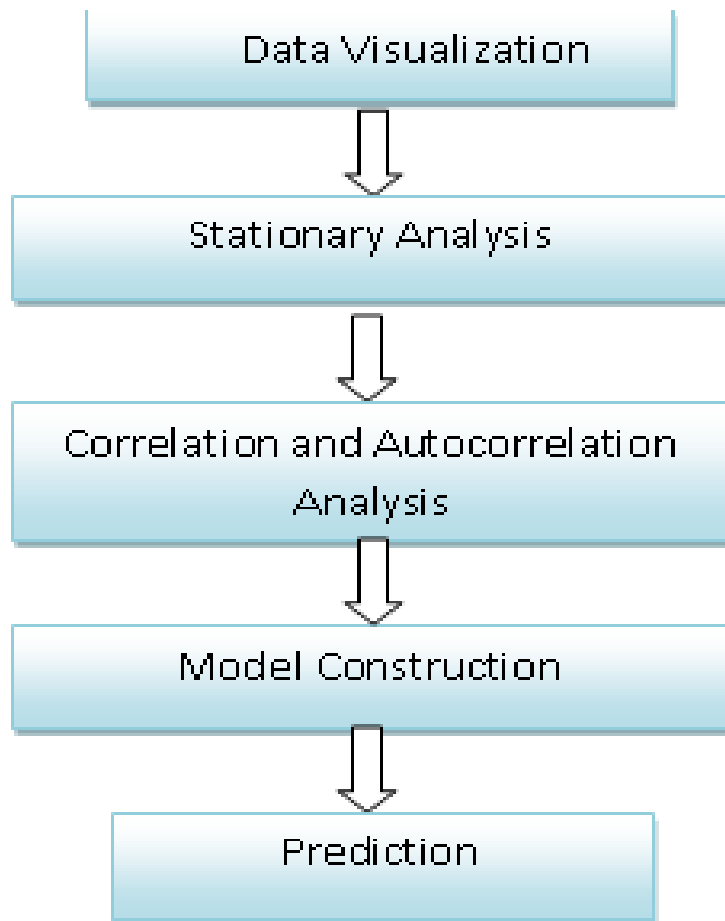 Data Visualization
Stationary Analysis
Correlation and Autocorrelation
Analysis
Model Construction
Prediction